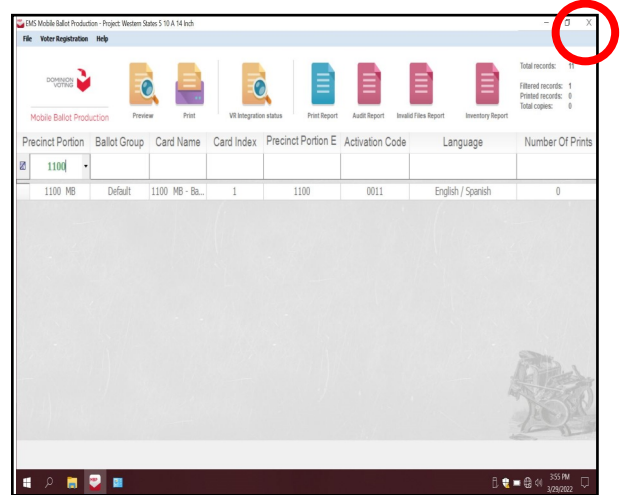 EMS Mobile Ballot Production - Project: Western States 5 10 A 14 Inch
File Voter Registration Help
DOMINION VOTING
Mobile Ballot Production
Preview Print VR Integration status Print Report Audit Report Invalid Files Report Inventory Report
Total records: 11
Filtered records: 1
Printed records: 0
Total copies: 0
Precinct Portion Ballot Group Card Name Card Index Precinct Portion E Activation Code Language Number Of Prints
1100
1100 MB Default 1100 MB - Ba... 1 1100 0011 English / Spanish 0
3:55 PM
3/29/2022